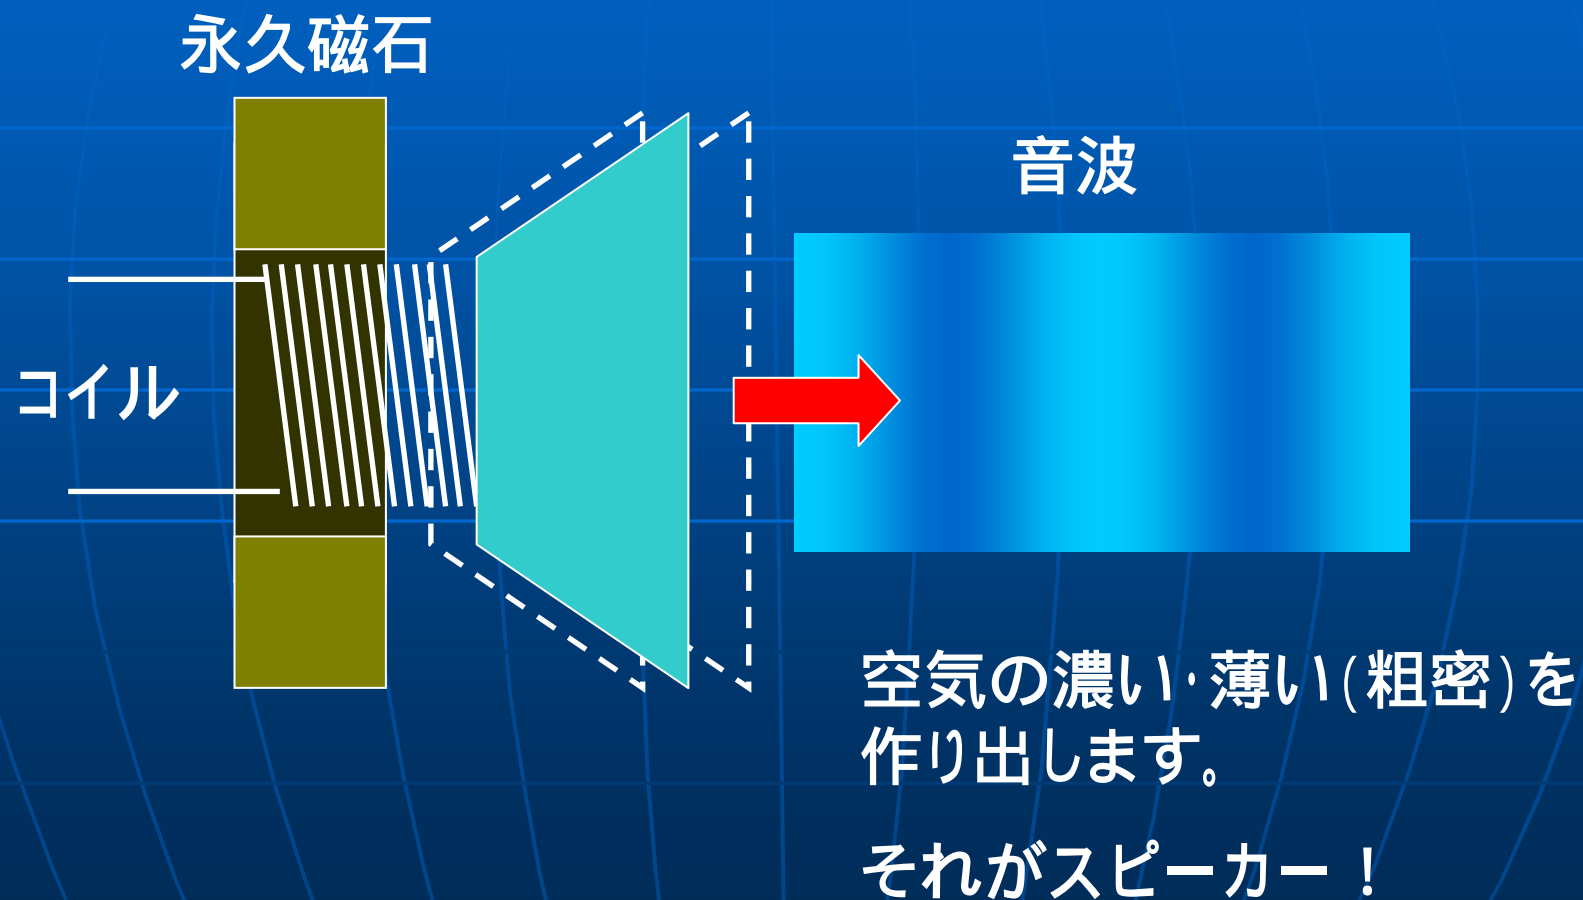 永久磁石
音波
コイル
空気の濃い・薄い(粗密)を
作り出します。
それがスピーカー！